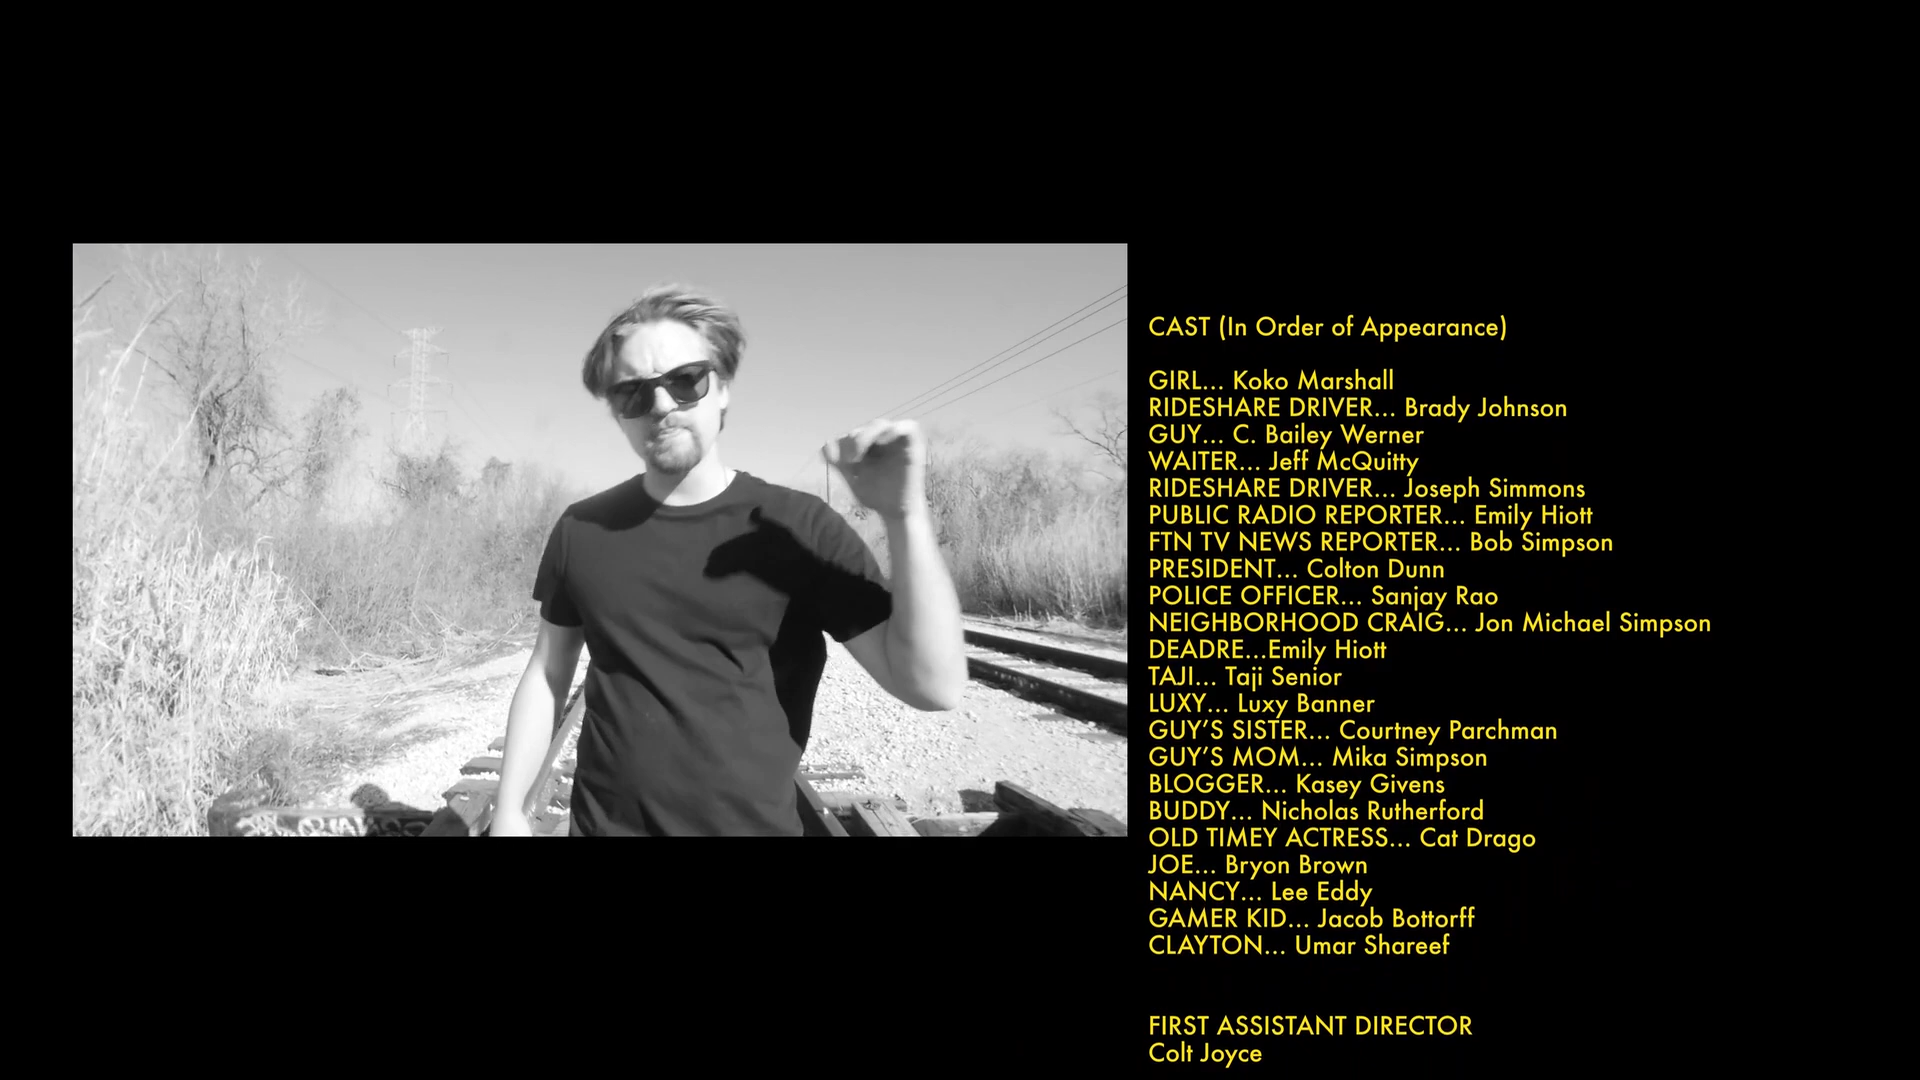 CAST (In Order of Appearance)
GIRL... Koko Marshall
RIDESHARE DRIVER... Brady Johnson
GUY... C. Bailey Werner
WAITER... Jeff McQuitty
RIDESHARE DRIVER... Joseph Simmons
PUBLIC RADIO REPORTER... Emily Hiott
FTN TV NEWS REPORTER... Bob Simpson
PRESIDENT... Colton Dunn
POLICE OFFICER... Sanjay Rao
NEIGHBORHOOD CRAIG... Jon Michael Simpson
DEADRE...Emily Hiott
TAJI... Taji Senior
LUXY... Luxy Banner
GUY’S SISTER... Courtney Parchman
GUY’S MOM... Mika Simpson
BLOGGER... Kasey Givens
BUDDY... Nicholas Rutherford
OLD TIMEY ACTRESS... Cat Drago
JOE... Bryon Brown
NANCY... Lee Eddy
GAMER KID... Jacob Bottorff
CLAYTON... Umar Shareef
FIRST ASSISTANT DIRECTOR
Colt Joyce